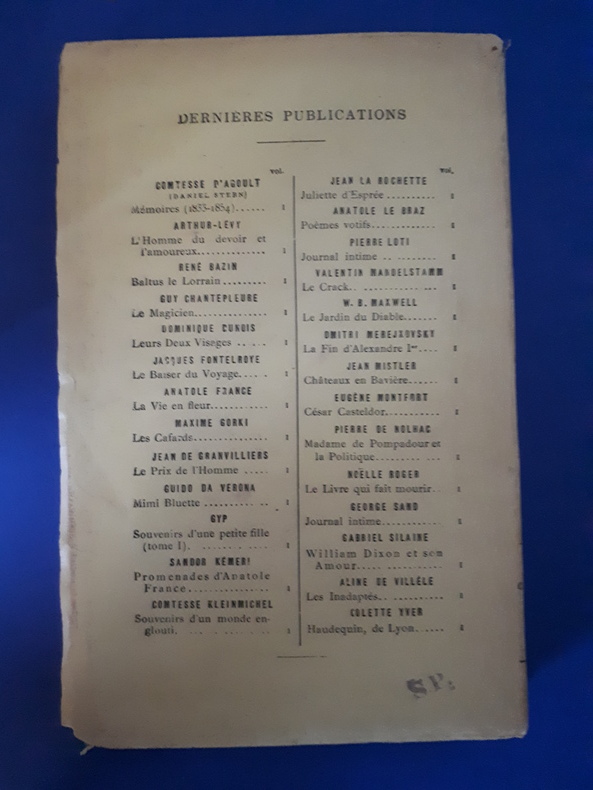 DERNIÈRES PUBLICATIONS
vol.
COMTESSE D'AGOULT
(DANIEL STERN)
Mémoires (1833-1854)...... 1
ARTHUR-LÉVY
L'Homme du devoir et
l'amoureux............... 1
RENÉ BAZIN
Baltus le Lorrain.......... 1
GUY CHANTEPLEURE
Le Magicien............... 1
DOMINIQUE DUNOIS
Leurs Deux Visages ..... 1
JACQUES FONTELROYE
Le Baiser du Voyage..... 1
ANATOLE FRANCE
La Vie en fleur............ 1
MAXIME GORKI
Les Cafards............... 1
JEAN DE GRANVILLIERS
Le Prix de l'Homme ..... 1
GUIDO DA VERONA
Mimi Bluette ............. 1
GYP
Souvenirs d'une petite fille
(tome I). .............. 1
SANDOR KÉMERI
Promenades d'Anatole
France................. 1
COMTESSE KLEINMICHEL
Souvenirs d'un monde en-
glouti. ................ 1
vol.
JEAN LA ROCHETTE
Juliette d'Esprée .......... 1
ANATOLE LE BRAZ
Poèmes votifs............. 1
PIERRE LOTI
Journal intime ............ 1
VALENTIN MANDELSTAMM
Le Crack.. ............... 1
W. B. MAXWELL
Le Jardin du Diable....... 1
DMITRI MEREJKOVSKY
La Fin d'Alexandre Ier.... 1
JEAN MISTLER
Châteaux en Bavière...... 1
EUGÈNE MONTFORT
César Casteldor........... 1
PIERRE DE NOLHAC
Madame de Pompadour et
la Politique............. 1
NOËLLE ROGER
Le Livre qui fait mourir.. 1
GEORGE SAND
Journal intime............ 1
GABRIEL SILAINE
William Dixon et son
Amour................. 1
ALINE DE VILLÈLE
Les Inadaptés............. 1
COLETTE YVER
Haudequin, de Lyon...... 1